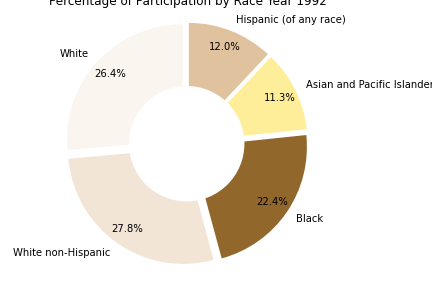 Percentage of Participation by Race Year 1992
Hispanic (of any race)
12.0%
White
26.4%
Asian and Pacific Islander
11.3%
22.4%
Black
27.8%
White non-Hispanic